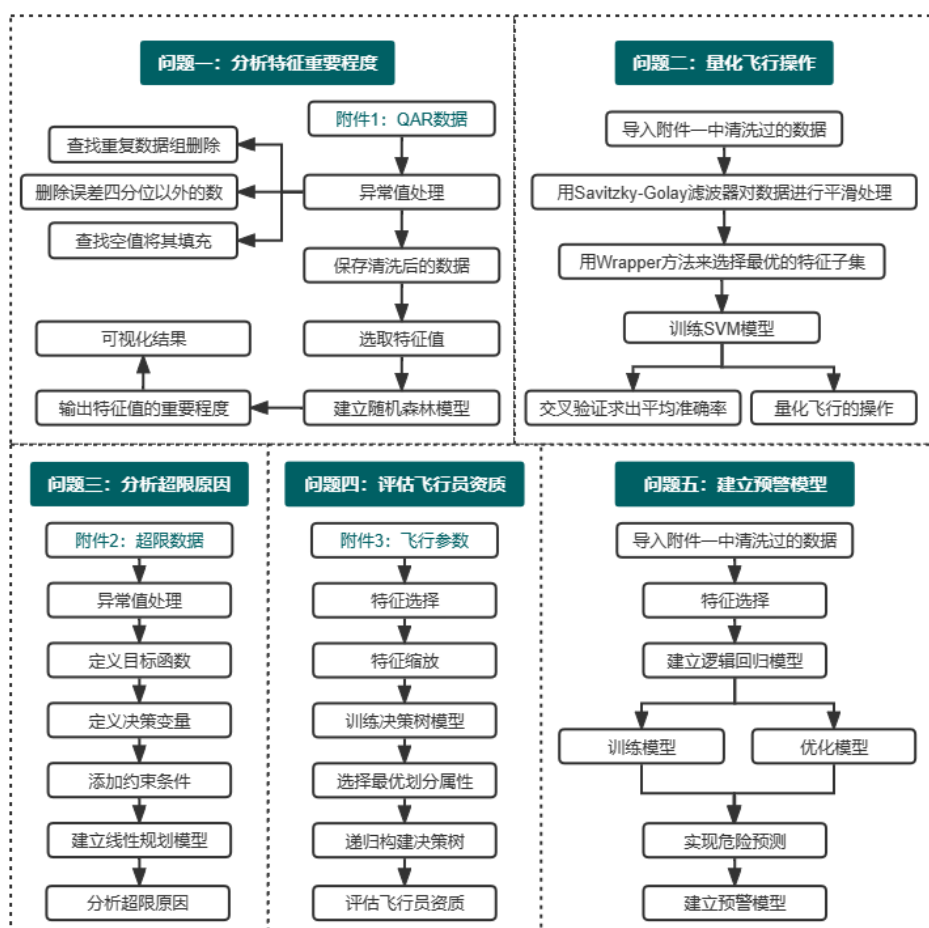 问题一：分析特征重要程度
附件1：QAR数据
查找重复数据组删除
异常值处理
删除误差四分位以外的数
查找空值将其填充
保存清洗后的数据
选取特征值
可视化结果
建立随机森林模型
输出特征值的重要程度
问题二：量化飞行操作
导入附件一中清洗过的数据
用Savitzky-Golay滤波器对数据进行平滑处理
用Wrapper方法来选择最优的特征子集
训练SVM模型
交叉验证求出平均准确率
量化飞行的操作
问题三：分析超限原因
附件2：超限数据
异常值处理
定义目标函数
定义决策变量
添加约束条件
建立线性规划模型
分析超限原因
问题四：评估飞行员资质
附件3：飞行参数
特征选择
特征缩放
训练决策树模型
选择最优划分属性
递归构建决策树
评估飞行员资质
问题五：建立预警模型
导入附件一中清洗过的数据
特征选择
建立逻辑回归模型
训练模型
优化模型
实现危险预测
建立预警模型